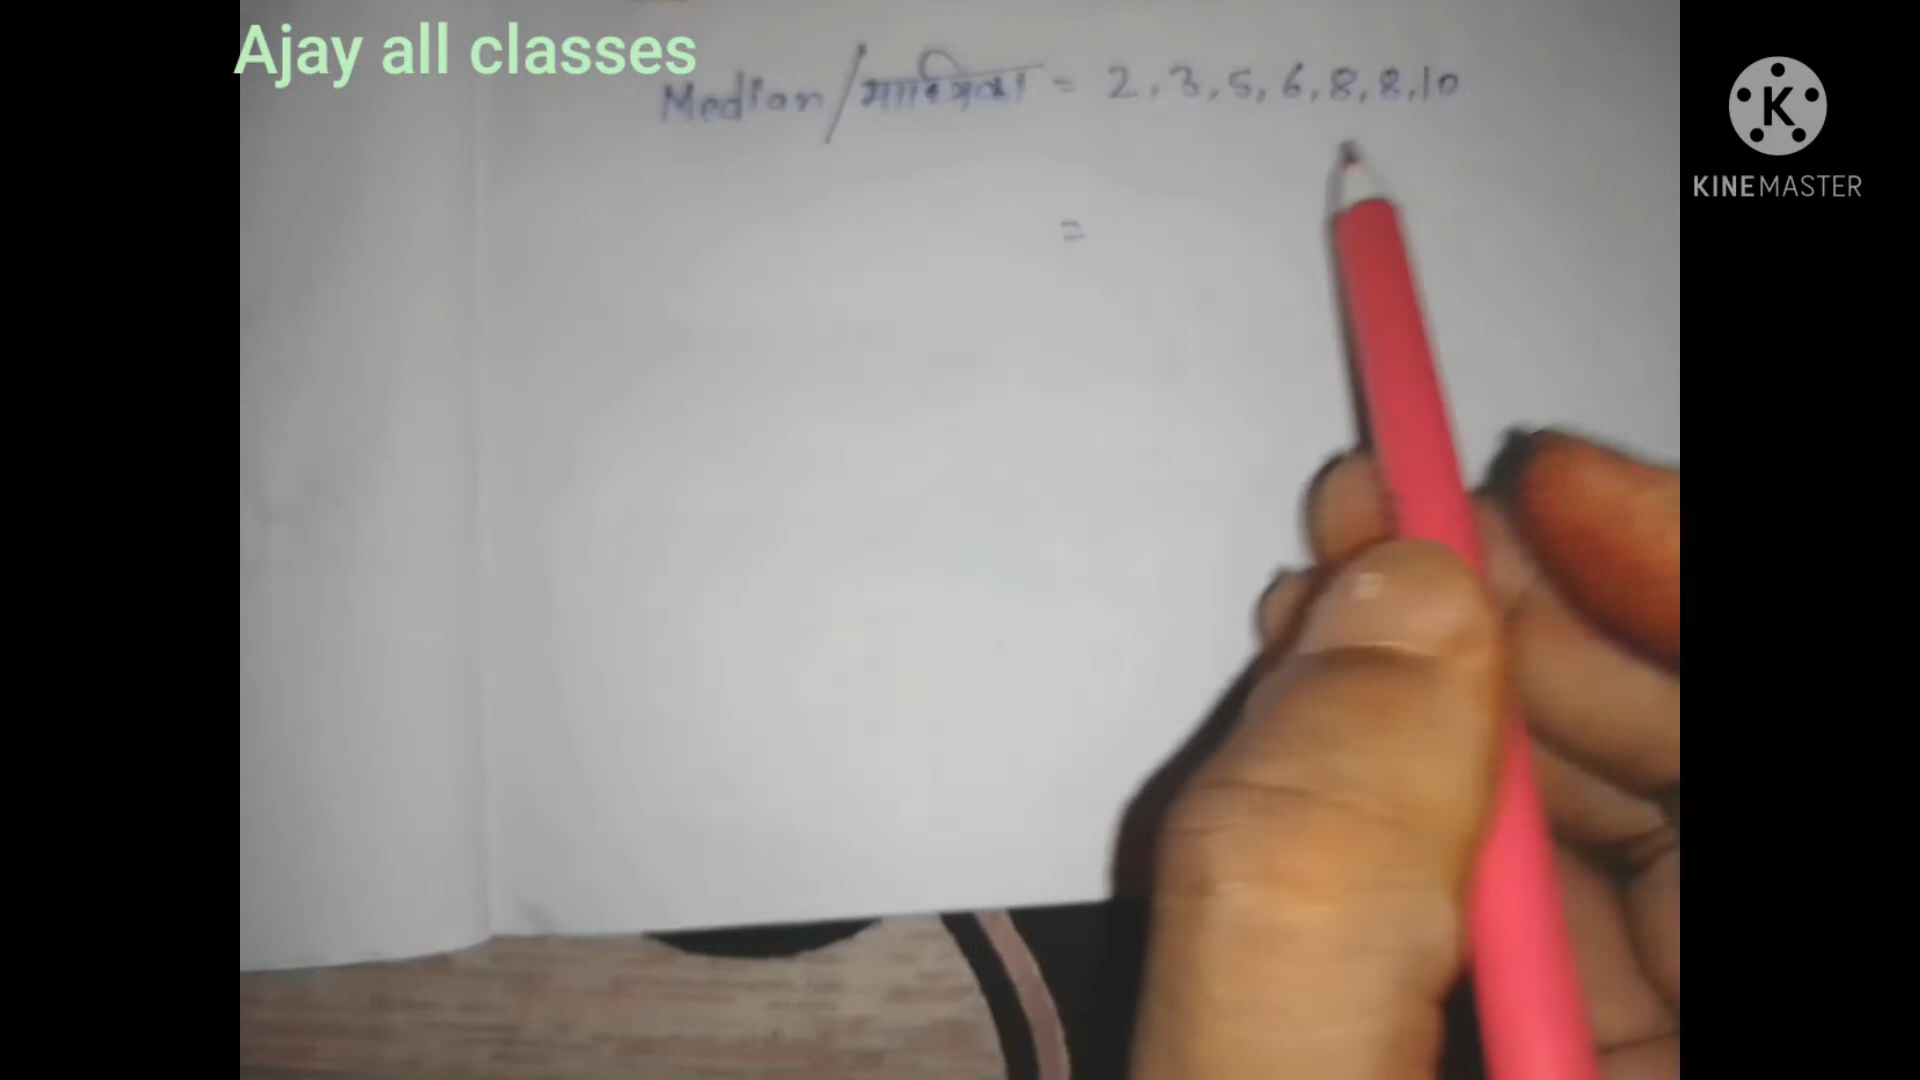 Ajay all classes
Median/माध्यिका = 2, 3, 5, 6, 8, 8, 10
=
K
KINEMASTER